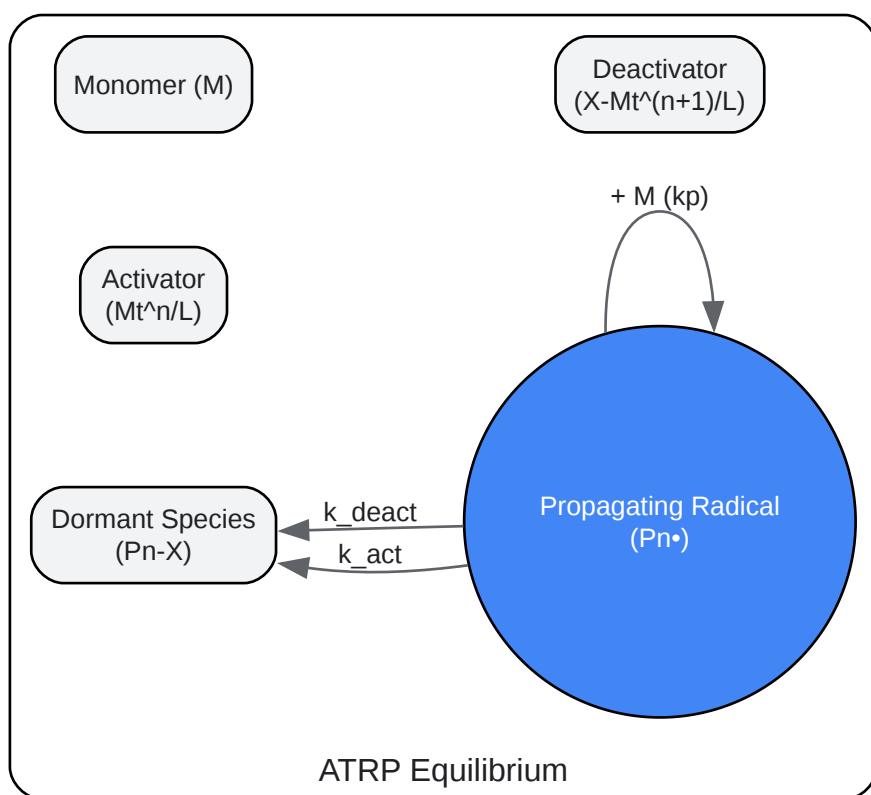 Monomer (M)
Deactivator
(X-Mt^(n+1)/L)
+ M (kp)
Activator
(Mt^n/L)
k_deact
k_act
Dormant Species
(Pn-X)
Propagating Radical
(Pn•)
ATRP Equilibrium